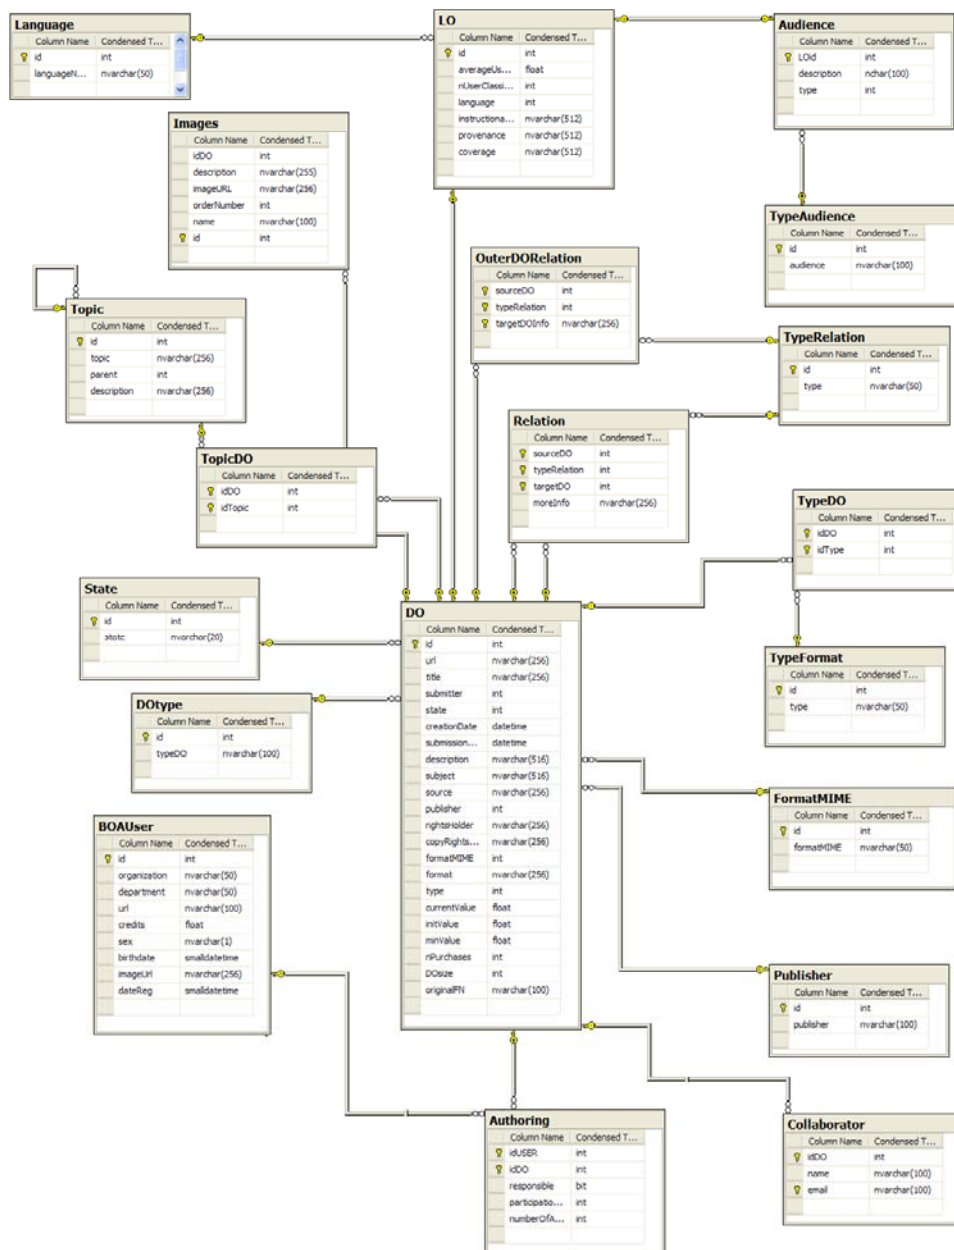 Language
Column Name Condensed T...
id int
languageN... nvarchar(50)
LO
Column Name Condensed T...
id int
averageUs... float
nUserClassi... int
language int
instructiona... nvarchar(512)
provenance nvarchar(512)
coverage nvarchar(512)
Audience
Column Name Condensed T...
LOid int
description nchar(100)
type int
Images
Column Name Condensed T...
idDO int
description nvarchar(255)
imageURL nvarchar(256)
orderNumber int
name nvarchar(100)
id int
TypeAudience
Column Name Condensed T...
id int
audience nvarchar(100)
OuterDORelation
Column Name Condensed T...
sourceDO int
typeRelation int
targetDOInfo nvarchar(256)
Topic
Column Name Condensed T...
id int
topic nvarchar(256)
parent int
description nvarchar(256)
TypeRelation
Column Name Condensed T...
id int
type nvarchar(50)
Relation
Column Name Condensed T...
sourceDO int
typeRelation int
targetDO int
moreInfo nvarchar(256)
TopicDO
Column Name Condensed T...
idDO int
idTopic int
TypeDO
Column Name Condensed T...
idDO int
idType int
State
Column Name Condensed T...
id int
state nvarchar(20)
DO
Column Name Condensed T...
id int
url nvarchar(256)
title nvarchar(256)
submitter int
state int
creationDate datetime
submission... datetime
description nvarchar(516)
subject nvarchar(516)
source nvarchar(256)
publisher int
rightsHolder nvarchar(256)
copyRights... nvarchar(256)
formatMIME int
format nvarchar(256)
type int
currentValue float
initValue float
minValue float
nPurchases int
DOsize int
originalFN nvarchar(100)
TypeFormat
Column Name Condensed T...
id int
type nvarchar(50)
DOtype
Column Name Condensed T...
id int
typeDO nvarchar(100)
FormatMIME
Column Name Condensed T...
id int
formatMIME nvarchar(50)
BOAUser
Column Name Condensed T...
id int
organization nvarchar(50)
department nvarchar(50)
url nvarchar(100)
credits float
sex nvarchar(1)
birthdate smalldatetime
imageUrl nvarchar(256)
dateReg smalldatetime
Publisher
Column Name Condensed T...
id int
publisher nvarchar(100)
Authoring
Column Name Condensed T...
idUSER int
idDO int
responsible bit
participatio... int
numberOfA... int
Collaborator
Column Name Condensed T...
idDO int
name nvarchar(100)
email nvarchar(100)